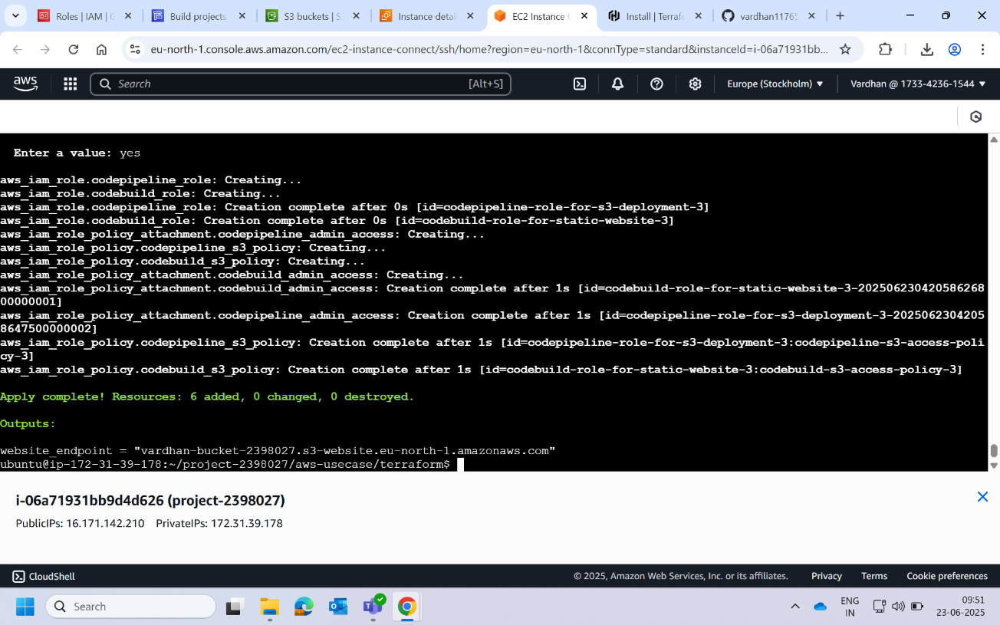 Roles | IAM | G
Build projects
S3 buckets | S
Instance detai
EC2 Instance C
Install | Terrafo
vardhan11765
eu-north-1.console.aws.amazon.com/ec2-instance-connect/ssh/home?region=eu-north-1&connType=standard&instanceId=i-06a71931bb...
aws
Search
[Alt+S]
Europe (Stockholm)
Vardhan @ 1733-4236-1544
Enter a value: yes
aws_iam_role.codepipeline_role: Creating...
aws_iam_role.codebuild_role: Creating...
aws_iam_role.codepipeline_role: Creation complete after 0s [id=codepipeline-role-for-s3-deployment-3]
aws_iam_role.codebuild_role: Creation complete after 0s [id=codebuild-role-for-static-website-3]
aws_iam_role_policy_attachment.codepipeline_admin_access: Creating...
aws_iam_role_policy.codepipeline_s3_policy: Creating...
aws_iam_role_policy.codebuild_s3_policy: Creating...
aws_iam_role_policy_attachment.codebuild_admin_access: Creating...
aws_iam_role_policy_attachment.codebuild_admin_access: Creation complete after 1s [id=codebuild-role-for-static-website-3-202506230420586268
00000001]
aws_iam_role_policy_attachment.codepipeline_admin_access: Creation complete after 1s [id=codepipeline-role-for-s3-deployment-3-2025062304205
8647500000002]
aws_iam_role_policy.codepipeline_s3_policy: Creation complete after 1s [id=codepipeline-role-for-s3-deployment-3:codepipeline-s3-access-poli
cy-3]
aws_iam_role_policy.codebuild_s3_policy: Creation complete after 1s [id=codebuild-role-for-static-website-3:codebuild-s3-access-policy-3]
Apply complete! Resources: 6 added, 0 changed, 0 destroyed.
Outputs:
website_endpoint = "vardhan-bucket-2398027.s3-website.eu-north-1.amazonaws.com"
ubuntu@ip-172-31-39-178:~/project-2398027/aws-usecase/terraform$
i-06a71931bb9d4d626 (project-2398027)
PublicIPs: 16.171.142.210 PrivateIPs: 172.31.39.178
CloudShell
© 2025, Amazon Web Services, Inc. or its affiliates.
Privacy
Terms
Cookie preferences
Search
ENG
IN
09:51
23-06-2025